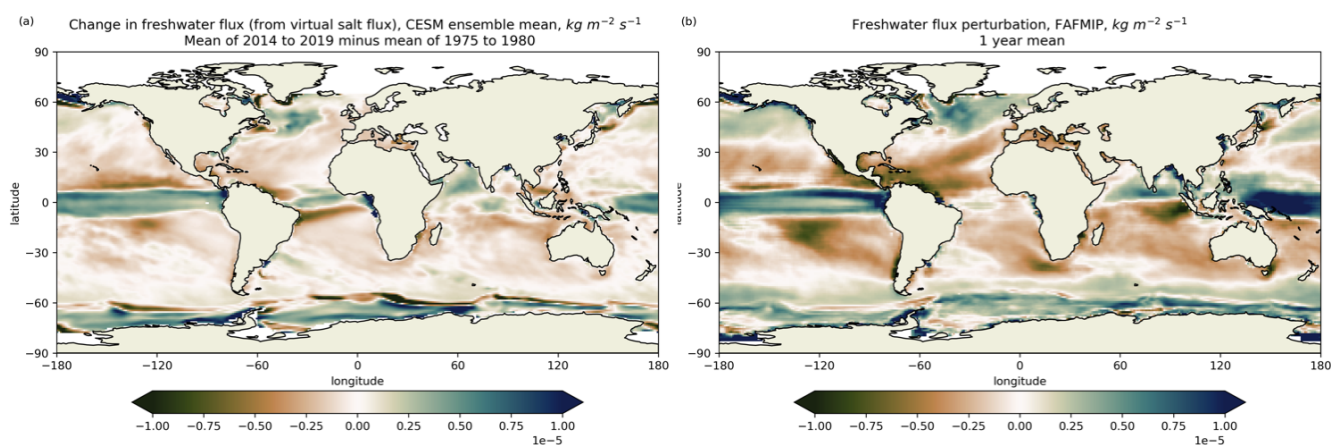 (a)
Change in freshwater flux (from virtual salt flux), CESM ensemble mean, kg m⁻² s⁻¹
Mean of 2014 to 2019 minus mean of 1975 to 1980
90
60
30
0
−30
−60
−90
latitude
−180 −120 −60 0 60 120 180
longitude
−1.00 −0.75 −0.50 −0.25 0.00 0.25 0.50 0.75 1.00
1e−5
(b)
Freshwater flux perturbation, FAFMIP, kg m⁻² s⁻¹
1 year mean
90
60
30
0
−30
−60
−90
latitude
−180 −120 −60 0 60 120 180
longitude
−1.00 −0.75 −0.50 −0.25 0.00 0.25 0.50 0.75 1.00
1e−5